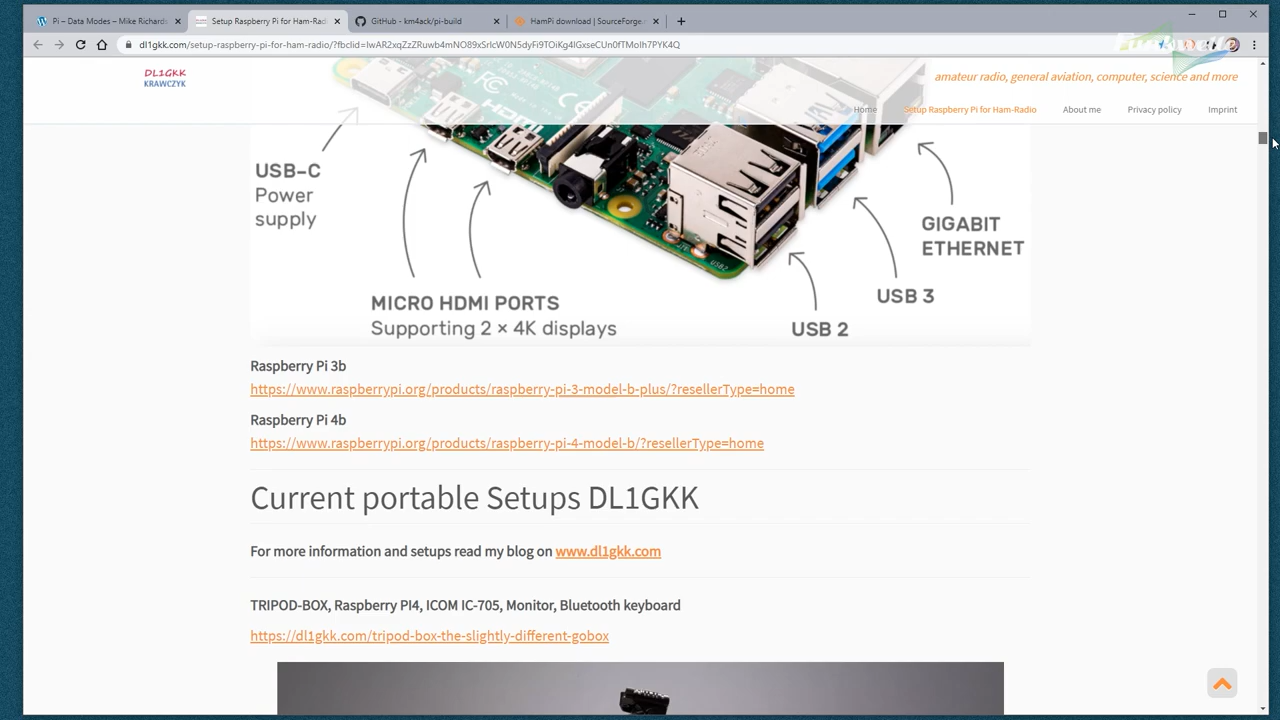 Pi – Data Modes – Mike Richards
Setup Raspberry Pi for Ham-Radi
GitHub - km4ack/pi-build
HamPi download | SourceForge.n
dl1gkk.com/setup-raspberry-pi-for-ham-radio/?fbclid=IwAR2xqZzZRuwb4mNO89xSrIcW0N5dyFi9TOiKg4IGxseCUn0fTMoIh7PYK4Q
DL1GKK
KRAWCZYK
amateur radio, general aviation, computer, science and more
Home
Setup Raspberry Pi for Ham-Radio
About me
Privacy policy
Imprint
HDMI
USB-C
Power
supply
GIGABIT
ETHERNET
USB 3
MICRO HDMI PORTS
Supporting 2 × 4K displays
USB 2
Raspberry Pi 3b
https://www.raspberrypi.org/products/raspberry-pi-3-model-b-plus/?resellerType=home
Raspberry Pi 4b
https://www.raspberrypi.org/products/raspberry-pi-4-model-b/?resellerType=home
Current portable Setups DL1GKK
For more information and setups read my blog on www.dl1gkk.com
TRIPOD-BOX, Raspberry PI4, ICOM IC-705, Monitor, Bluetooth keyboard
https://dl1gkk.com/tripod-box-the-slightly-different-gobox